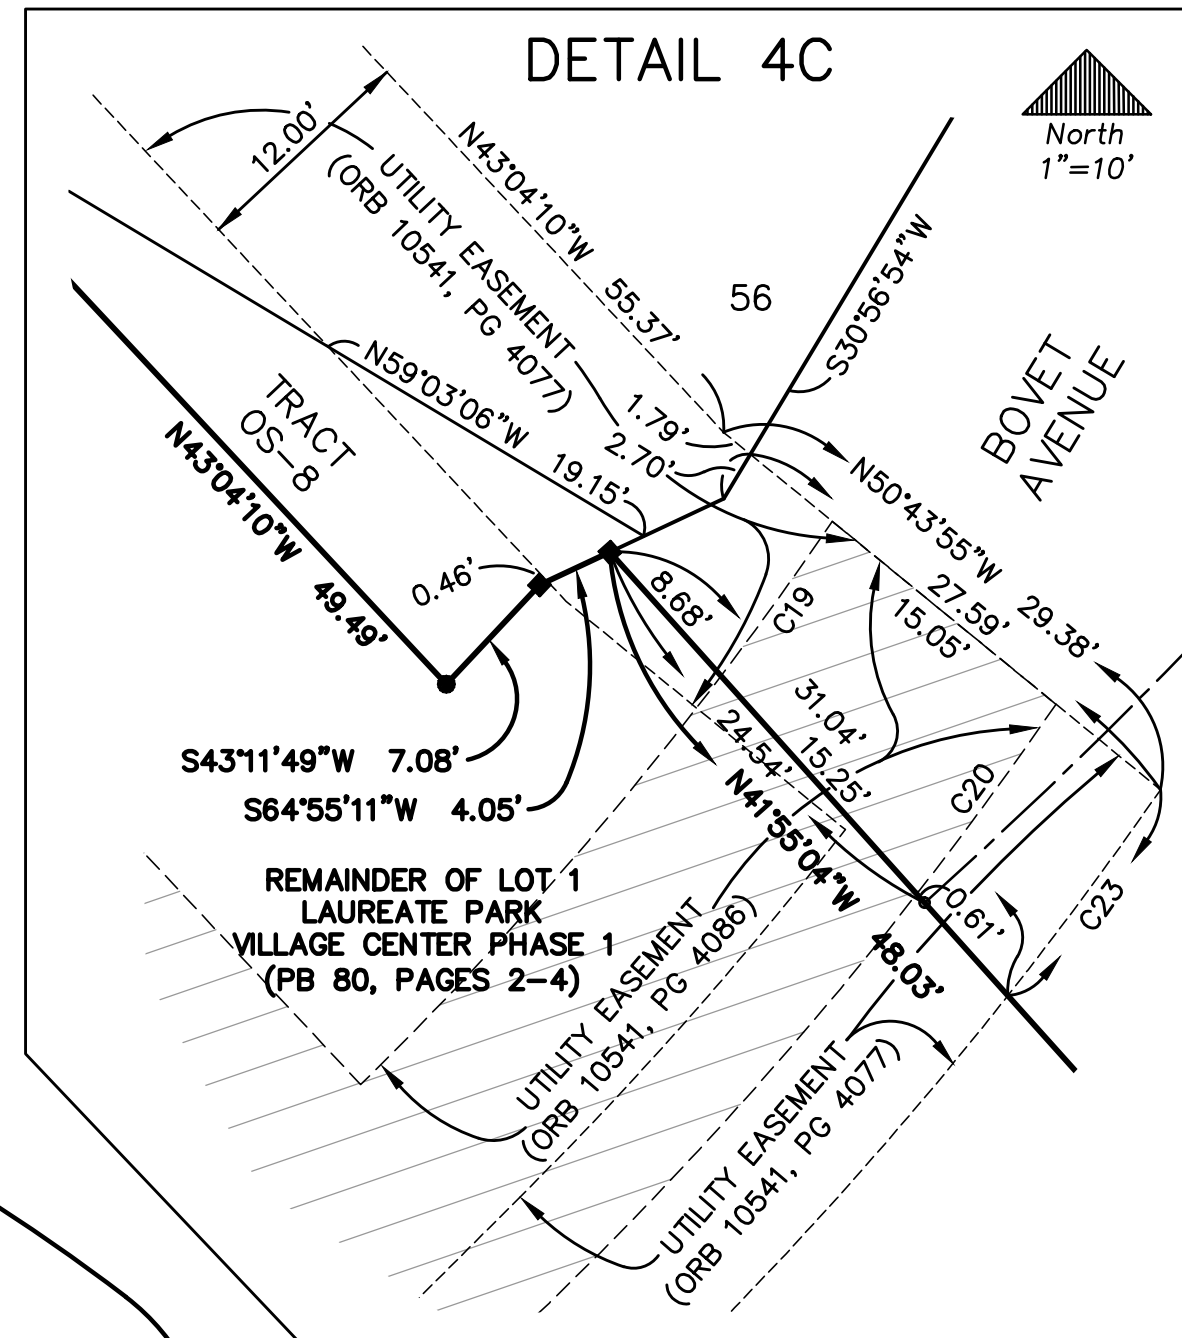 DETAIL 4C
North
1"=10'
12.00'
UTILITY EASEMENT
(ORB 10541, PG 4077)
N43°04'10"W 55.37'
56
S30°56'54"W
BOVET
AVENUE
N59°03'06"W 19.15'
TRACT
OS-8
N43°04'10"W 49.49'
1.79'
2.70'
N50°43'55"W 29.38'
27.59'
15.05'
0.46'
8.68'
C19
31.04'
15.25'
24.54'
N41°55'04"W 48.03'
C20
C23
0.61'
S43°11'49"W 7.08'
S64°55'11"W 4.05'
REMAINDER OF LOT 1
LAUREATE PARK
VILLAGE CENTER PHASE 1
(PB 80, PAGES 2-4)
UTILITY EASEMENT
(ORB 10541, PG 4086)
UTILITY EASEMENT
(ORB 10541, PG 4077)